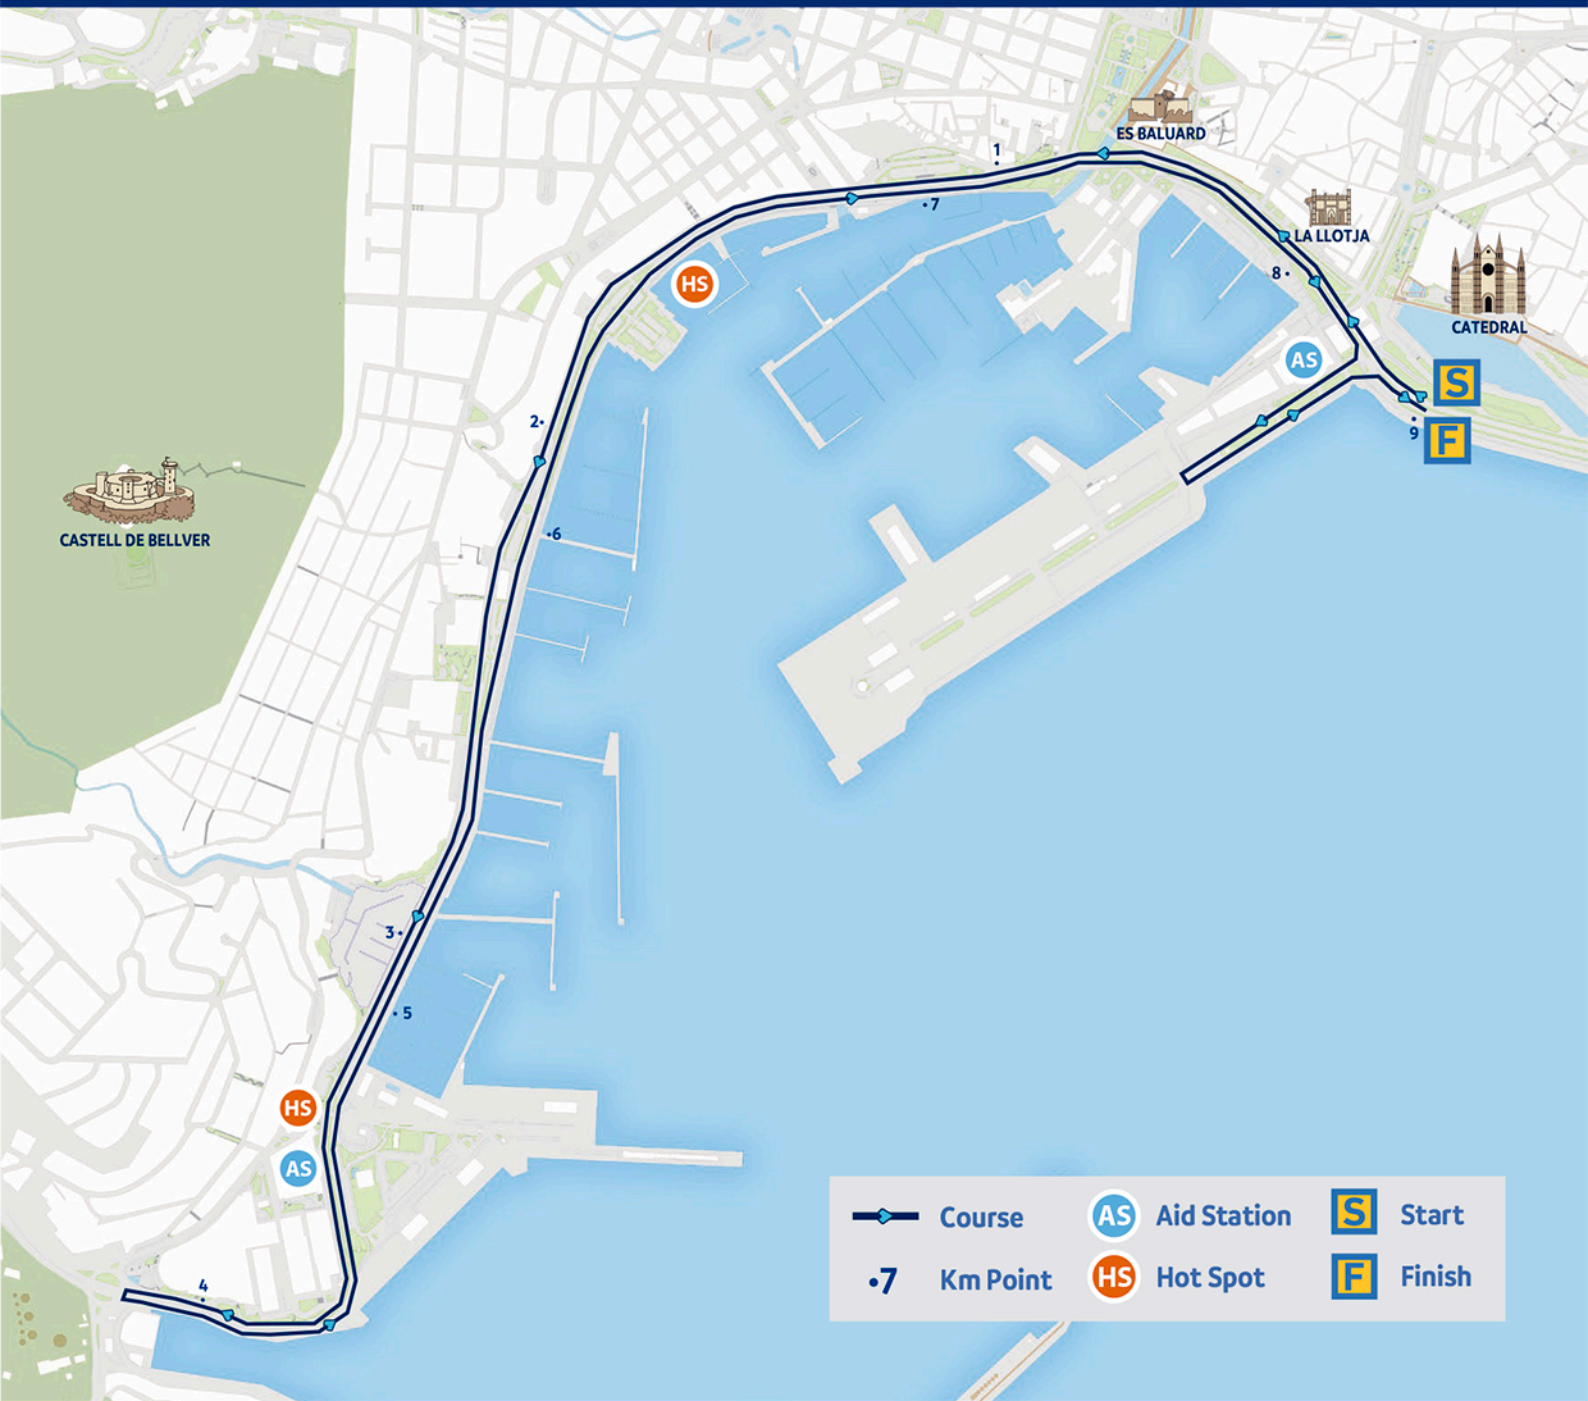 ES BALUARD
1
7
LA LLOTJA
8
HS
CATEDRAL
AS
S
2
9
F
6
CASTELL DE BELLVER
3
5
HS
AS
4
Course
AS Aid Station
S Start
7 Km Point
HS Hot Spot
F Finish